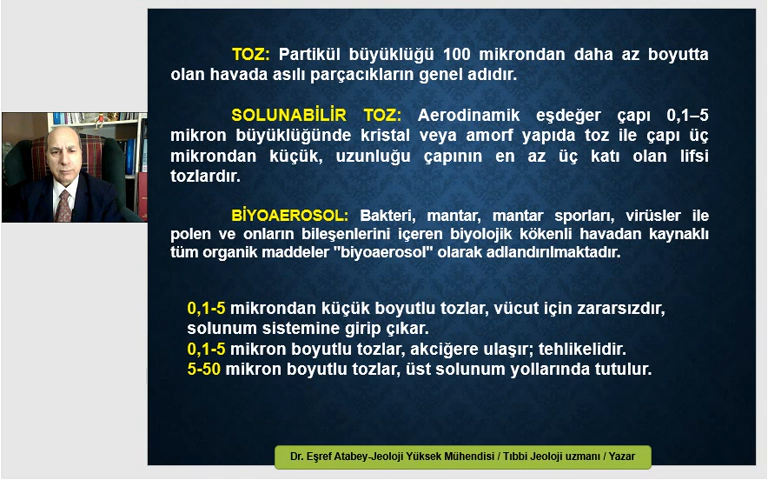 TOZ: Partikül büyüklüğü 100 mikrondan daha az boyutta
olan havada asılı parçacıkların genel adıdır.
SOLUNABİLİR TOZ: Aerodinamik eşdeğer çapı 0,1–5
mikron büyüklüğünde kristal veya amorf yapıda toz ile çapı üç
mikrondan küçük, uzunluğu çapının en az üç katı olan lifsi
tozlardır.
BİYOAEROSOL: Bakteri, mantar, mantar sporları, virüsler ile
polen ve onların bileşenlerini içeren biyolojik kökenli havadan kaynaklı
tüm organik maddeler "biyoaerosol" olarak adlandırılmaktadır.
0,1-5 mikrondan küçük boyutlu tozlar, vücut için zararsızdır,
solunum sistemine girip çıkar.
0,1-5 mikron boyutlu tozlar, akciğere ulaşır; tehlikelidir.
5-50 mikron boyutlu tozlar, üst solunum yollarında tutulur.
Dr. Eşref Atabey-Jeoloji Yüksek Mühendisi / Tıbbi Jeoloji uzmanı / Yazar